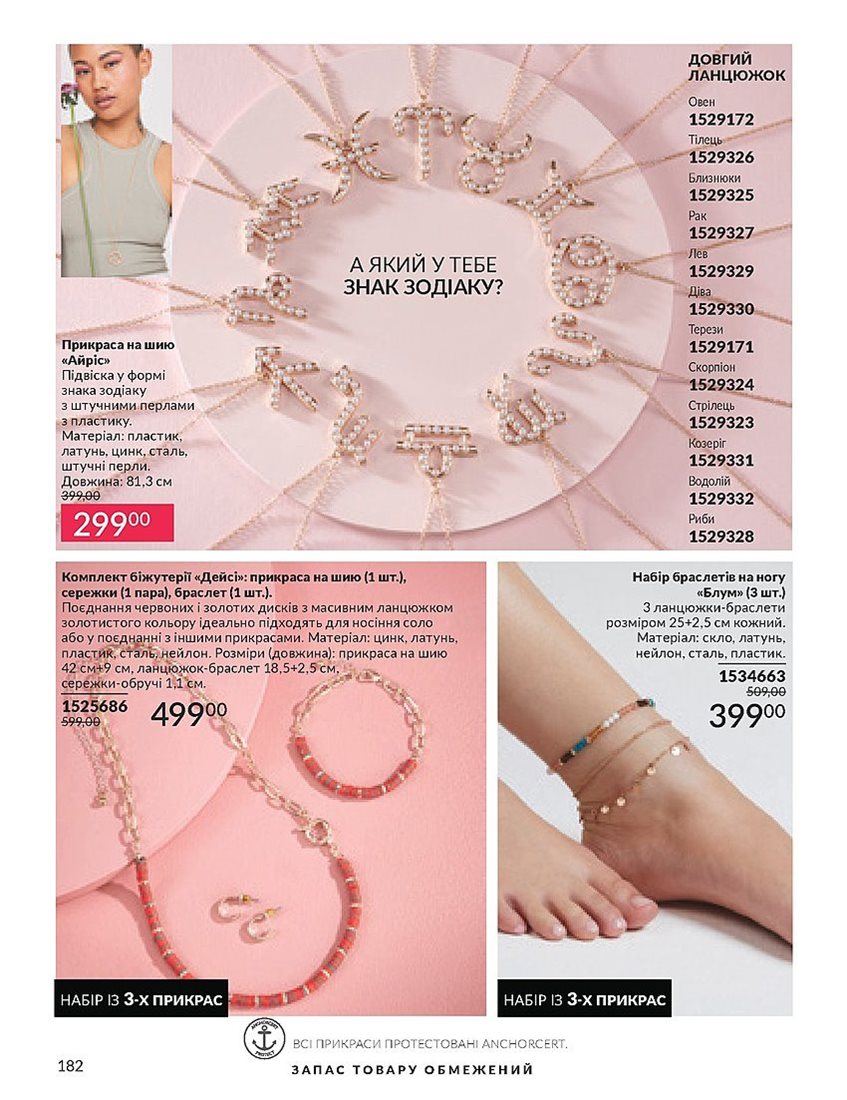 ДОВГИЙ
ЛАНЦЮЖОК
Овен
1529172
Тілець
1529326
Близнюки
1529325
Рак
1529327
Лев
1529329
Діва
1529330
Терези
1529171
Скорпіон
1529324
Стрілець
1529323
Козеріг
1529331
Водолій
1529332
Риби
1529328
А ЯКИЙ У ТЕБЕ
ЗНАК ЗОДІАКУ?
Прикраса на шию
«Айріс»
Підвіска у формі
знака зодіаку
з штучними перлами
з пластику.
Матеріал: пластик,
латунь, цинк, сталь,
штучні перли.
Довжина: 81,3 см
399,00
299 00
Комплект біжутерії «Дейсі»: прикраса на шию (1 шт.),
сережки (1 пара), браслет (1 шт.).
Поєднання червоних і золотих дисків з масивним ланцюжком
золотистого кольору ідеально підходять для носіння соло
або у поєднанні з іншими прикрасами. Матеріал: цинк, латунь,
пластик, сталь, нейлон. Розміри (довжина): прикраса на шию
42 см+9 см, ланцюжок-браслет 18,5+2,5 см,
сережки-обручі 1,1 см.
1525686
599,00
499 00
НАБІР ІЗ 3-Х ПРИКРАС
Набір браслетів на ногу
«Блум» (3 шт.)
3 ланцюжки-браслети
розміром 25+2,5 см кожний.
Матеріал: скло, латунь,
нейлон, сталь, пластик.
1534663
509,00
399 00
НАБІР ІЗ 3-Х ПРИКРАС
ANCHORCERT
PROTECT
ВСІ ПРИКРАСИ ПРОТЕСТОВАНІ ANCHORCERT.
182
ЗАПАС ТОВАРУ ОБМЕЖЕНИЙ